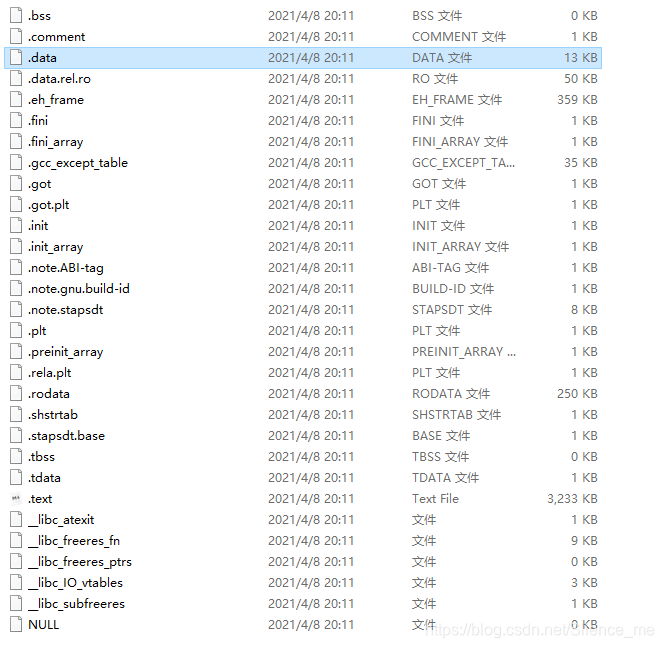 .bss 2021/4/8 20:11 BSS 文件 0 KB
.comment 2021/4/8 20:11 COMMENT 文件 1 KB
.data 2021/4/8 20:11 DATA 文件 13 KB
.data.rel.ro 2021/4/8 20:11 RO 文件 50 KB
.eh_frame 2021/4/8 20:11 EH_FRAME 文件 359 KB
.fini 2021/4/8 20:11 FINI 文件 1 KB
.fini_array 2021/4/8 20:11 FINI_ARRAY 文件 1 KB
.gcc_except_table 2021/4/8 20:11 GCC_EXCEPT_TA... 35 KB
.got 2021/4/8 20:11 GOT 文件 1 KB
.got.plt 2021/4/8 20:11 PLT 文件 1 KB
.init 2021/4/8 20:11 INIT 文件 1 KB
.init_array 2021/4/8 20:11 INIT_ARRAY 文件 1 KB
.note.ABI-tag 2021/4/8 20:11 ABI-TAG 文件 1 KB
.note.gnu.build-id 2021/4/8 20:11 BUILD-ID 文件 1 KB
.note.stapsdt 2021/4/8 20:11 STAPSDT 文件 8 KB
.plt 2021/4/8 20:11 PLT 文件 1 KB
.preinit_array 2021/4/8 20:11 PREINIT_ARRAY ... 1 KB
.rela.plt 2021/4/8 20:11 PLT 文件 1 KB
.rodata 2021/4/8 20:11 RODATA 文件 250 KB
.shstrtab 2021/4/8 20:11 SHSTRTAB 文件 1 KB
.stapsdt.base 2021/4/8 20:11 BASE 文件 1 KB
.tbss 2021/4/8 20:11 TBSS 文件 0 KB
.tdata 2021/4/8 20:11 TDATA 文件 1 KB
.text 2021/4/8 20:11 Text File 3,233 KB
__libc_atexit 2021/4/8 20:11 文件 1 KB
__libc_freeres_fn 2021/4/8 20:11 文件 9 KB
__libc_freeres_ptrs 2021/4/8 20:11 文件 0 KB
__libc_IO_vtables 2021/4/8 20:11 文件 3 KB
__libc_subfreeres 2021/4/8 20:11 文件 1 KB
NULL 2021/4/8 20:11 文件 0 KB
https://blog.csdn.net/Silence_me